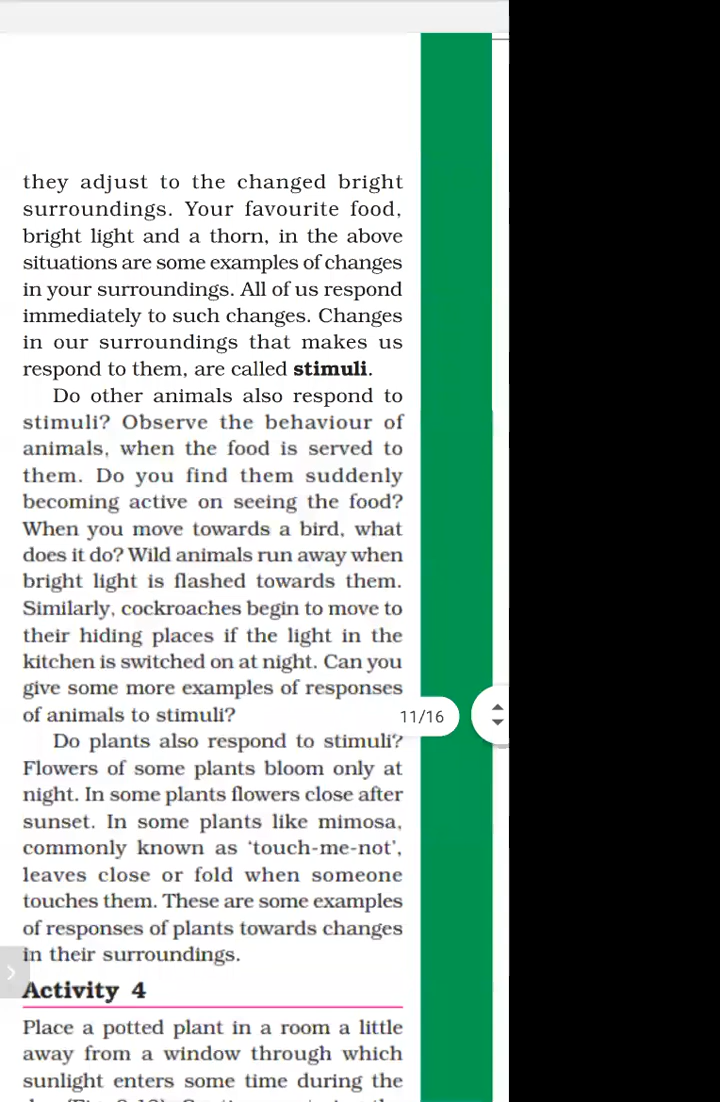 they adjust to the changed bright
surroundings. Your favourite food,
bright light and a thorn, in the above
situations are some examples of changes
in your surroundings. All of us respond
immediately to such changes. Changes
in our surroundings that makes us
respond to them, are called stimuli.
Do other animals also respond to
stimuli? Observe the behaviour of
animals, when the food is served to
them. Do you find them suddenly
becoming active on seeing the food?
When you move towards a bird, what
does it do? Wild animals run away when
bright light is flashed towards them.
Similarly, cockroaches begin to move to
their hiding places if the light in the
kitchen is switched on at night. Can you
give some more examples of responses
of animals to stimuli?
11/16
Do plants also respond to stimuli?
Flowers of some plants bloom only at
night. In some plants flowers close after
sunset. In some plants like mimosa,
commonly known as ‘touch-me-not’,
leaves close or fold when someone
touches them. These are some examples
of responses of plants towards changes
in their surroundings.
Activity 4
Place a potted plant in a room a little
away from a window through which
sunlight enters some time during the